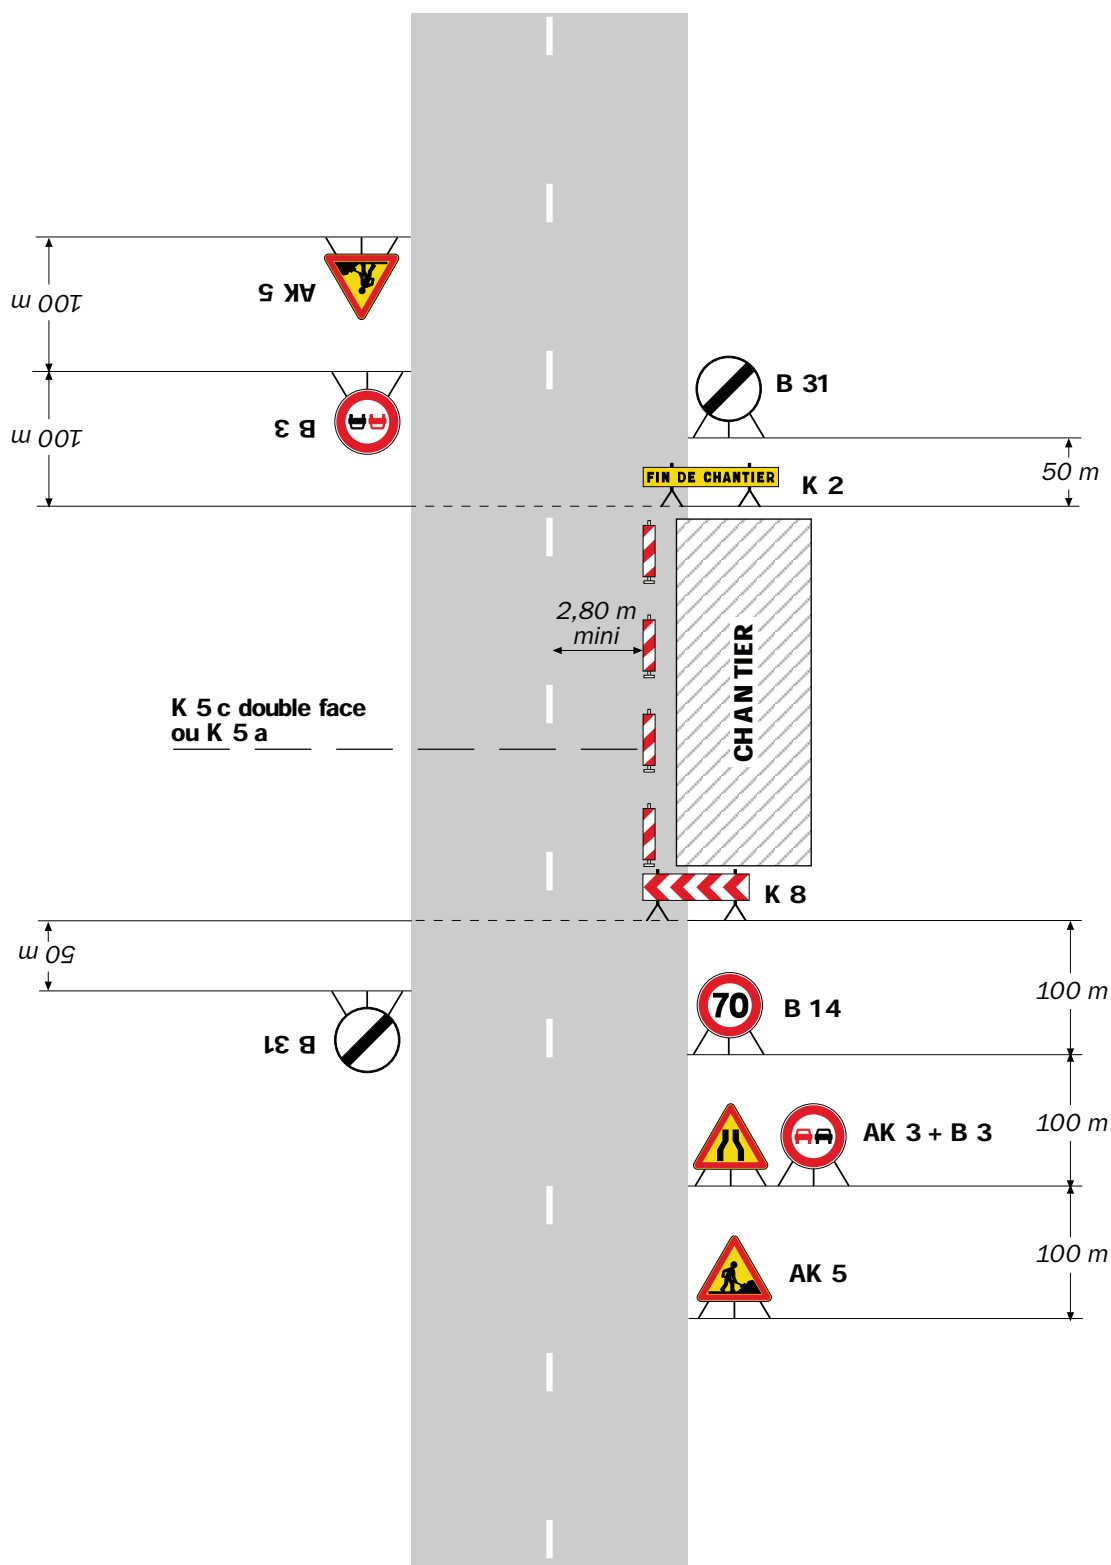 AK 5
100 m
B 3
100 m
B 31
50 m
FIN DE CHANTIER
K 2
2,80 m
mini
CHANTIER
K 5 c double face
ou K 5 a
K 8
50 m
B 31
70
B 14
100 m
AK 3 + B 3
100 m
AK 5
100 m